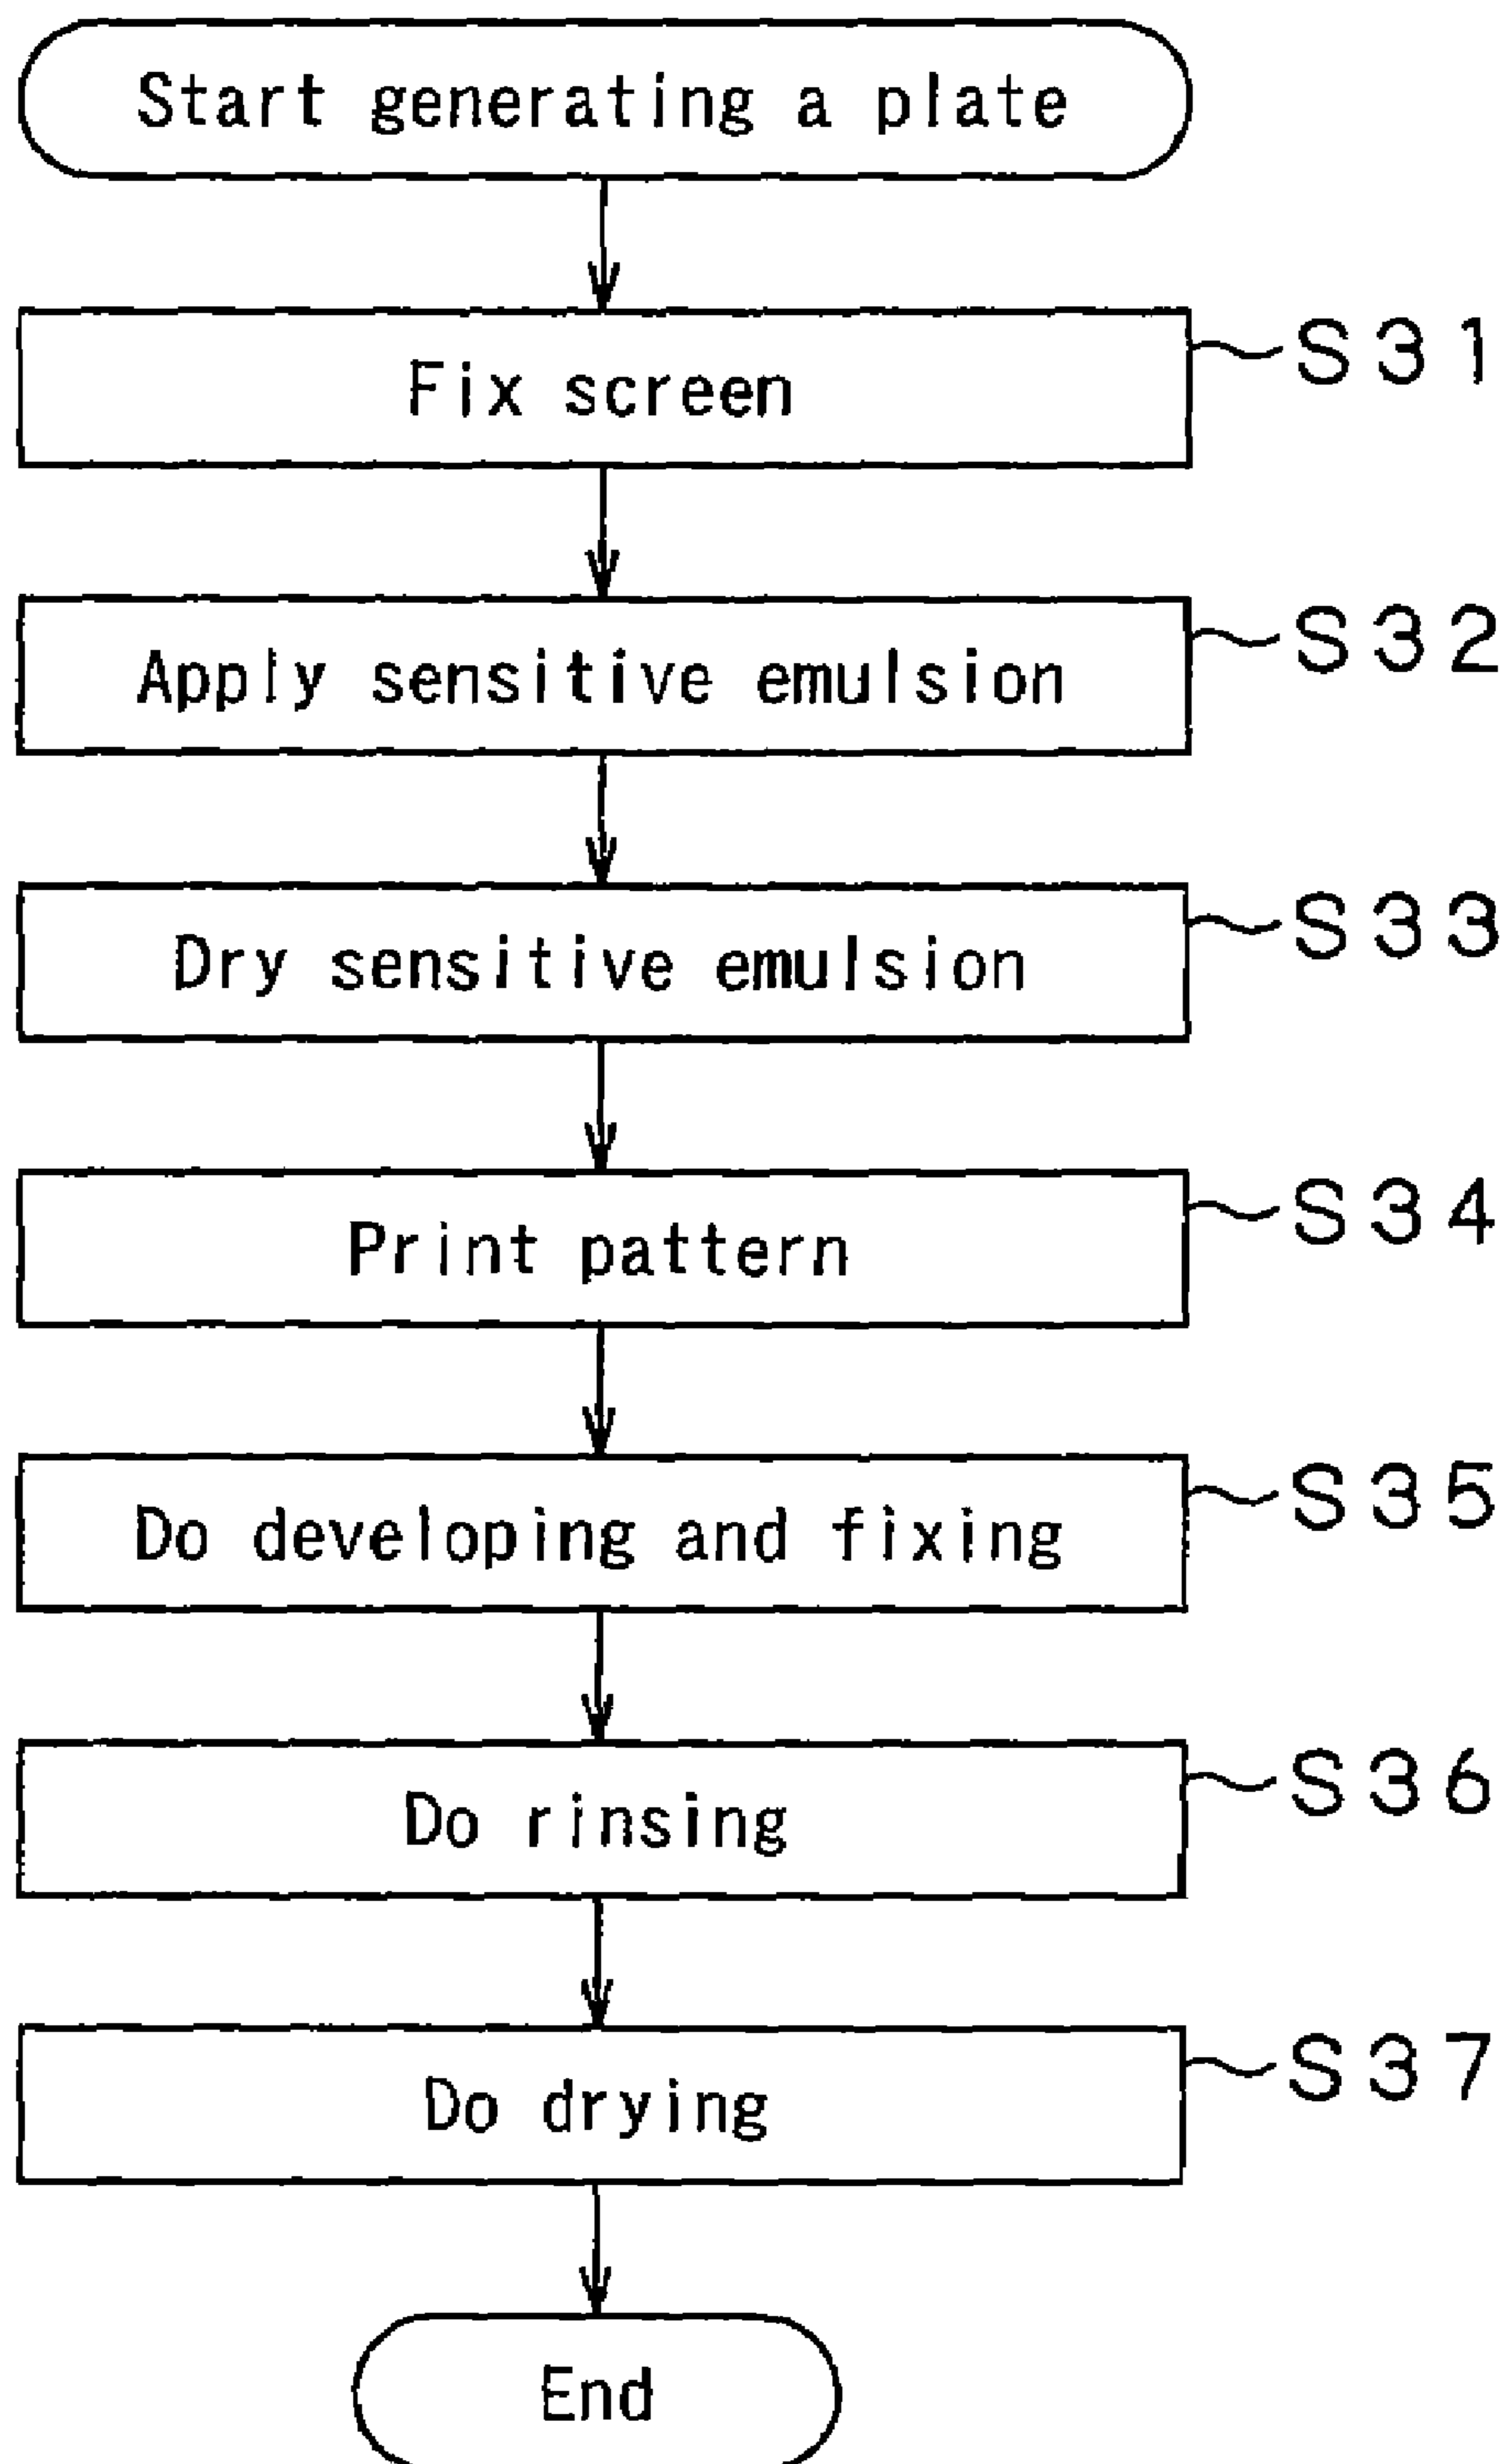 Start generating a plate
Fix screen
S31
Apply sensitive emulsion
S32
Dry sensitive emulsion
S33
Print pattern
S34
Do developing and fixing
S35
Do rinsing
S36
Do drying
S37
End